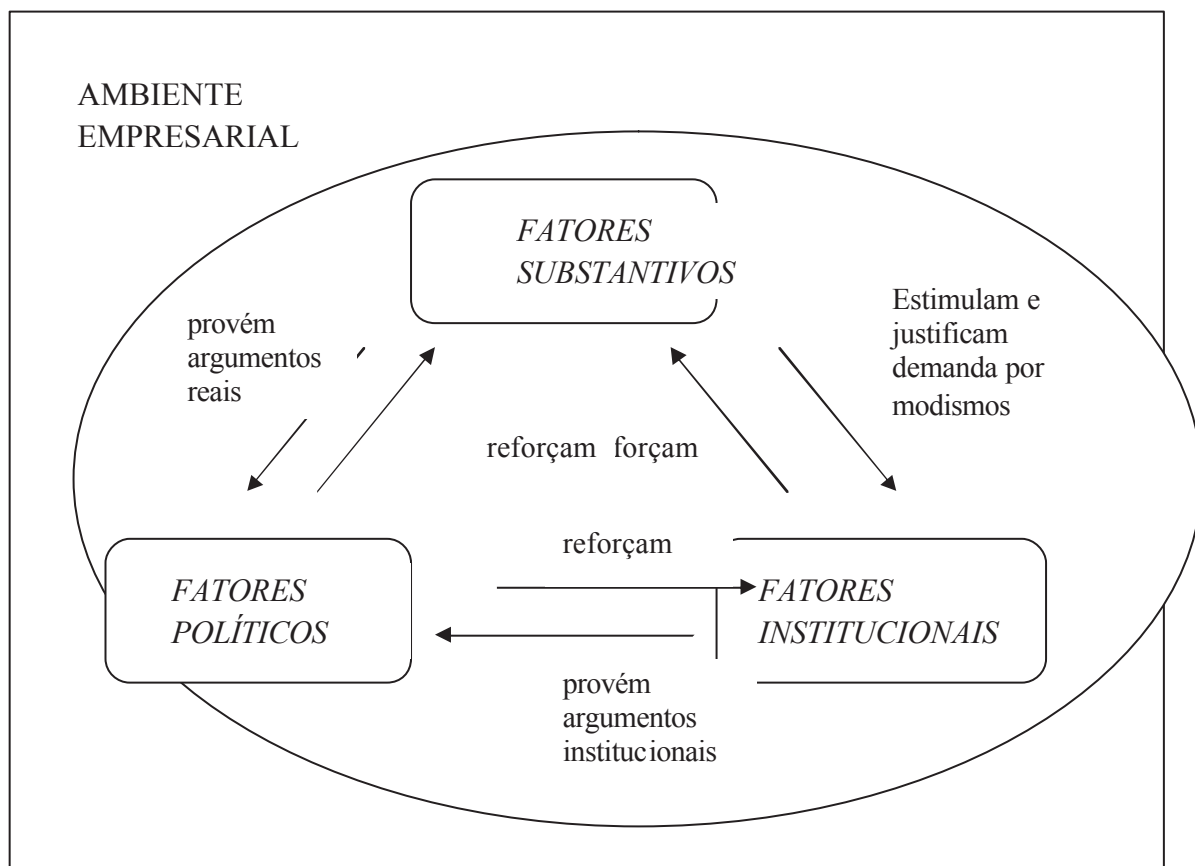 AMBIENTE
EMPRESARIAL
FATORES
SUBSTANTIVOS
provém
argumentos
reais
Estimulam e
justificam
demanda por
modismos
reforçam forçam
reforçam
FATORES
POLÍTICOS
FATORES
INSTITUCIONAIS
provém
argumentos
institucionais